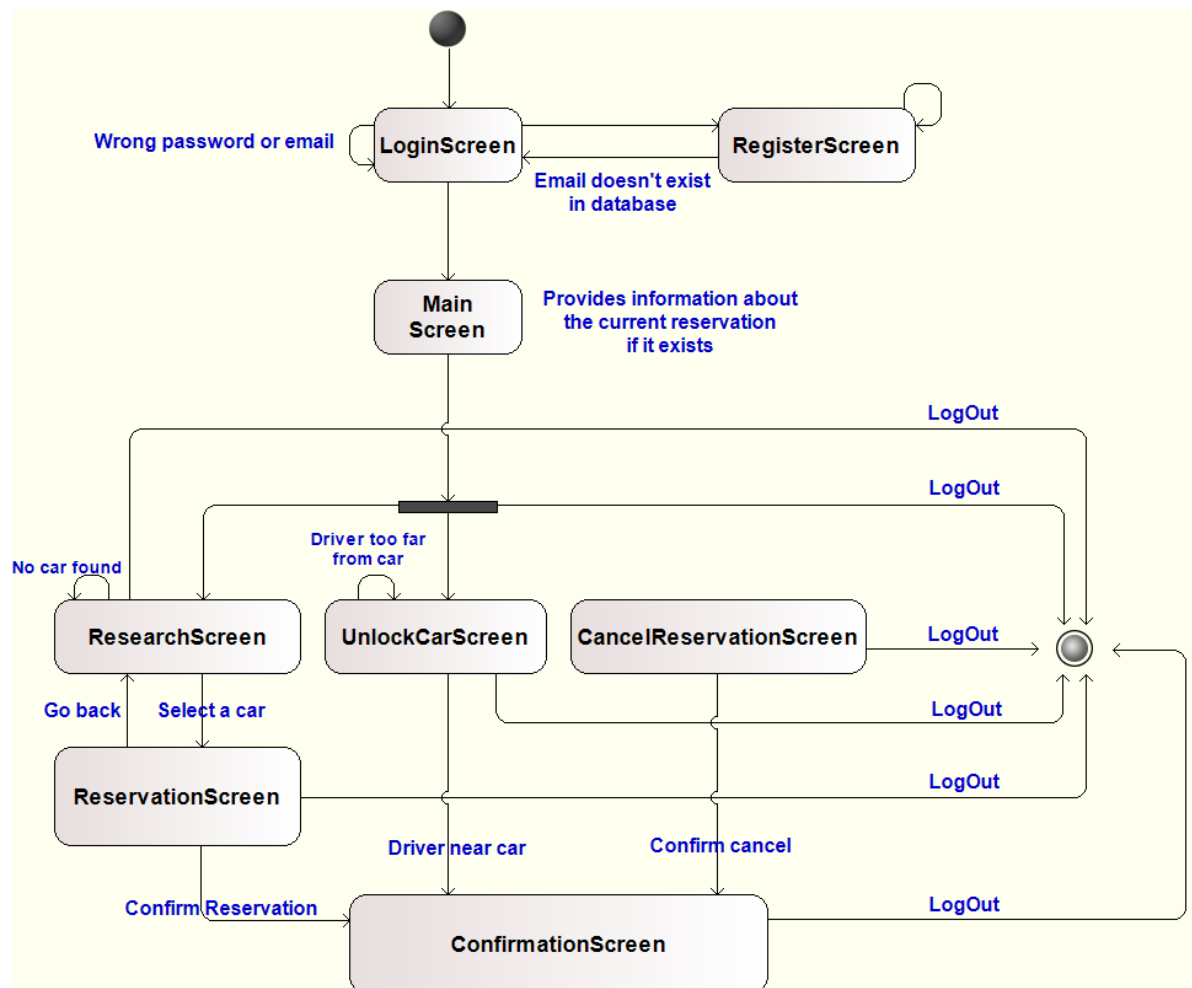 Wrong password or email
LoginScreen
RegisterScreen
Email doesn't exist
in database
Main
Screen
Provides information about
the current reservation
if it exists
LogOut
LogOut
Driver too far
from car
No car found
ResearchScreen
UnlockCarScreen
CancelReservationScreen
LogOut
Go back
Select a car
LogOut
ReservationScreen
LogOut
Driver near car
Confirm cancel
Confirm Reservation
LogOut
ConfirmationScreen